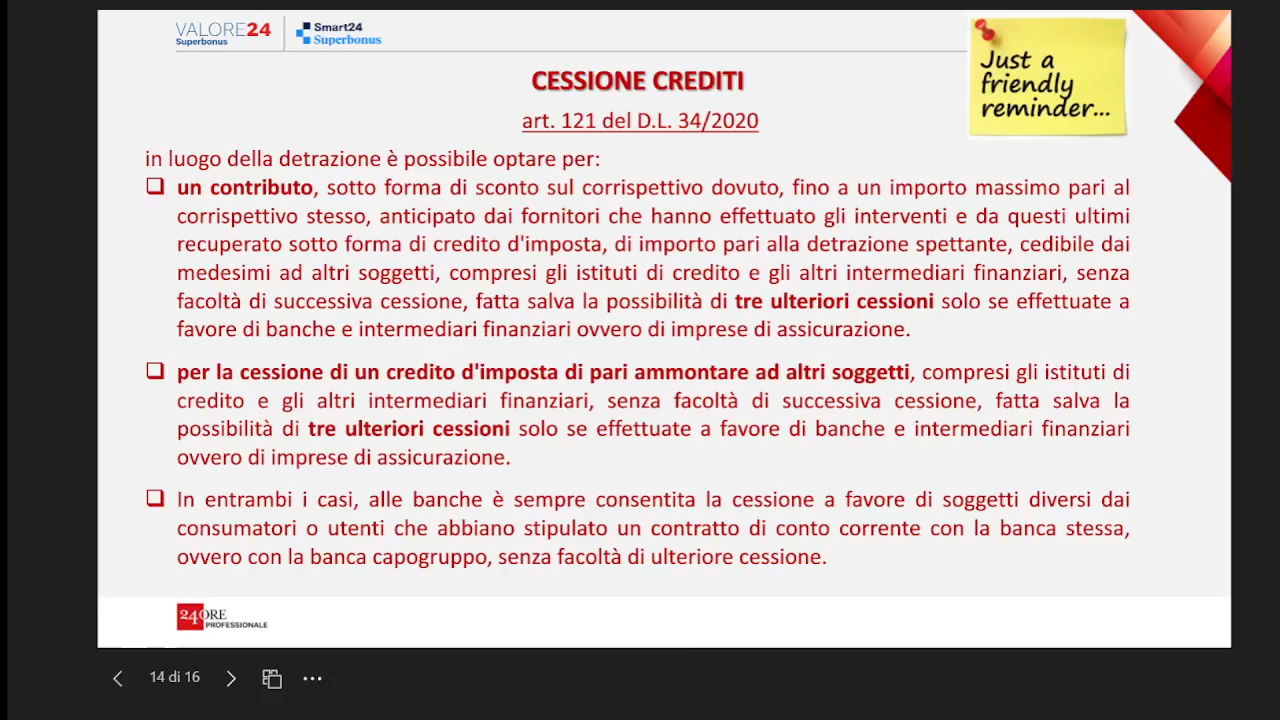 VALORE24
Superbonus
Smart24
Superbonus
Just a
friendly
reminder...
CESSIONE CREDITI
art. 121 del D.L. 34/2020
in luogo della detrazione è possibile optare per:
un contributo, sotto forma di sconto sul corrispettivo dovuto, fino a un importo massimo pari al
corrispettivo stesso, anticipato dai fornitori che hanno effettuato gli interventi e da questi ultimi
recuperato sotto forma di credito d'imposta, di importo pari alla detrazione spettante, cedibile dai
medesimi ad altri soggetti, compresi gli istituti di credito e gli altri intermediari finanziari, senza
facoltà di successiva cessione, fatta salva la possibilità di tre ulteriori cessioni solo se effettuate a
favore di banche e intermediari finanziari ovvero di imprese di assicurazione.
per la cessione di un credito d'imposta di pari ammontare ad altri soggetti, compresi gli istituti di
credito e gli altri intermediari finanziari, senza facoltà di successiva cessione, fatta salva la
possibilità di tre ulteriori cessioni solo se effettuate a favore di banche e intermediari finanziari
ovvero di imprese di assicurazione.
In entrambi i casi, alle banche è sempre consentita la cessione a favore di soggetti diversi dai
consumatori o utenti che abbiano stipulato un contratto di conto corrente con la banca stessa,
ovvero con la banca capogruppo, senza facoltà di ulteriore cessione.
24ORE
PROFESSIONALE
14 di 16